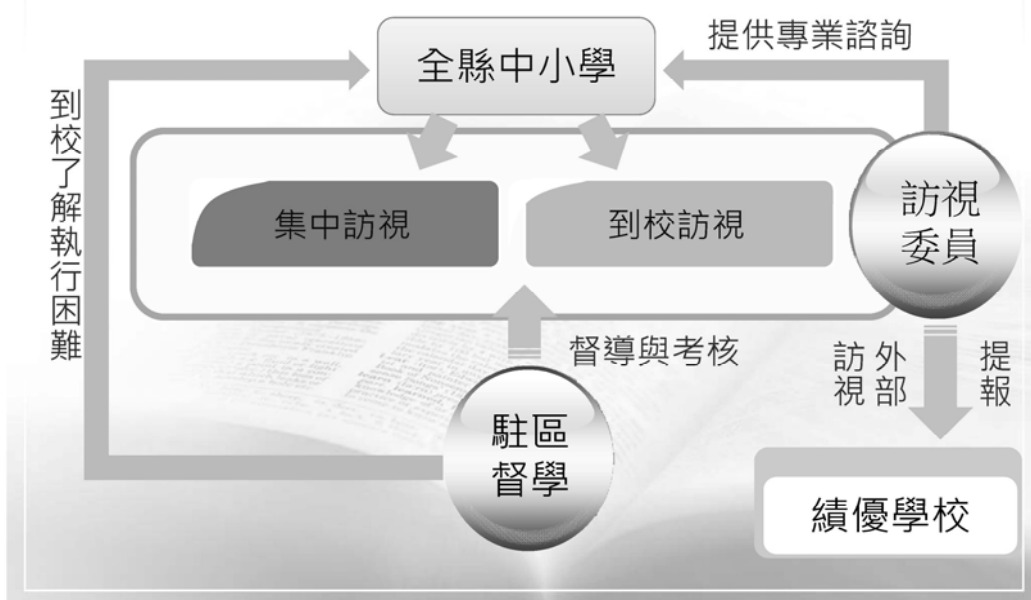 提供專業諮詢
全縣中小學
到校了解執行困難
集中訪視
到校訪視
訪視
委員
督導與考核
外部
訪視
提報
駐區
督學
績優學校